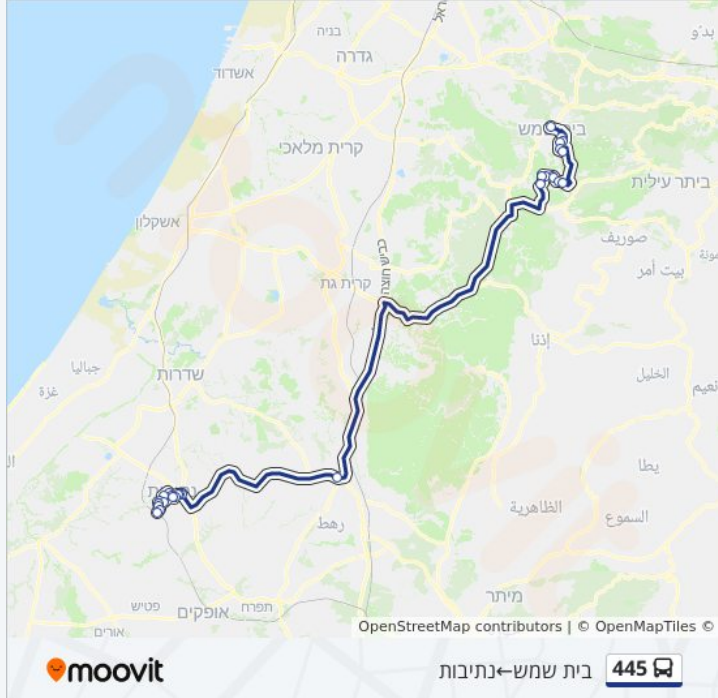 בניה
גדרה
אשדוד
בית שמש
קרית מלאכי
ביתר עילית
אשקלון
צוריף
بيت أمر
קרית גת
إذنا
ג'באליا
שדרות
الخليل
غزة
يطا
الظاهرية
السموع
רהט
מיתר
פטיש
תפרח
אופקים
אורים
OpenStreetMap contributors | © OpenMapTiles ©
moovit
בית שמש←נתיבות
445